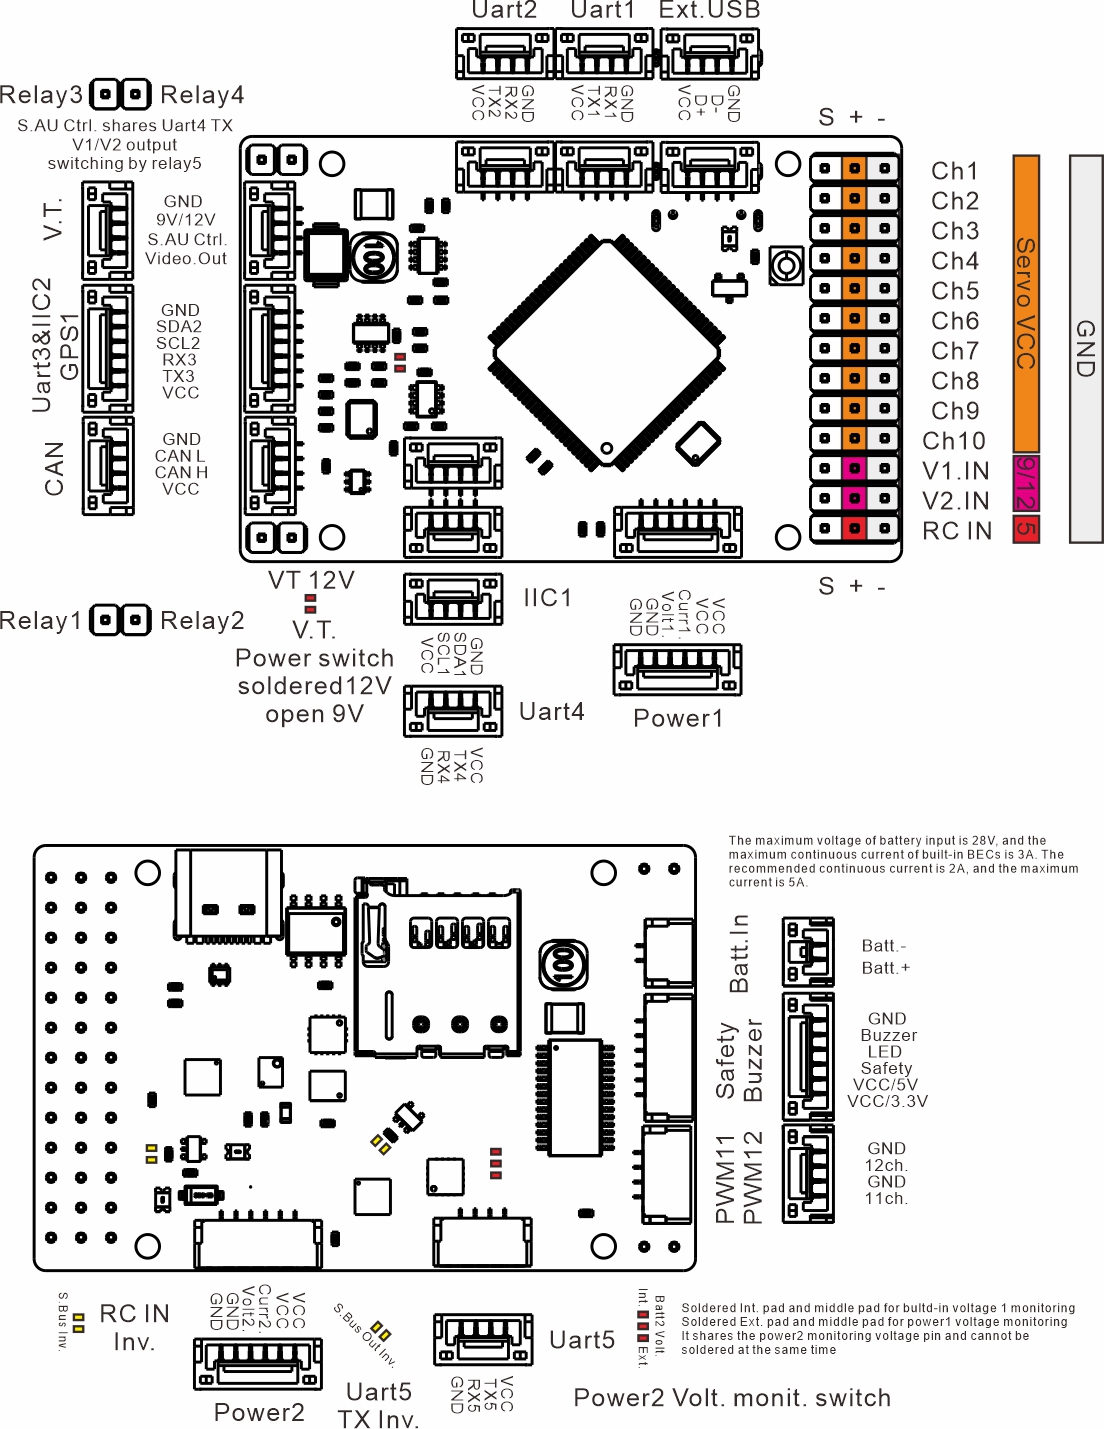 Uart2
Uart1
Ext.USB
VCC
TX2
RX2
GND
VCC
TX1
RX1
GND
VCC
D+
D-
GND
Relay3
Relay4
S.AU Ctrl. shares Uart4 TX
V1/V2 output
switching by relay5
V.T.
GND
9V/12V
S.AU Ctrl.
Video.Out
Uart3&IIC2
GPS1
GND
SDA2
SCL2
RX3
TX3
VCC
CAN
GND
CAN L
CAN H
VCC
100
S + -
Ch1
Ch2
Ch3
Ch4
Ch5
Ch6
Ch7
Ch8
Ch9
Ch10
V1.IN
V2.IN
RC IN
Servo VCC
9/12
5
GND
S + -
Relay1
Relay2
VT 12V
V.T.
Power switch
soldered12V
open 9V
IIC1
VCC
SCL1
SDA1
GND
Uart4
GND
RX4
TX4
VCC
GND
GND
Volt1.
Curr1.
VCC
VCC
Power1
The maximum voltage of battery input is 28V, and the
maximum continuous current of built-in BECs is 3A. The
recommended continuous current is 2A, and the maximum
current is 5A.
100
Batt.In
Batt.-
Batt.+
Safety
Buzzer
GND
Buzzer
LED
Safety
VCC/5V
VCC/3.3V
PWM11
PWM12
GND
12ch.
GND
11ch.
S.Bus Inv.
RC IN
Inv.
GND
GND
Volt2.
Curr2.
VCC
VCC
Power2
S.Bus Out Inv.
Uart5
TX Inv.
Uart5
GND
RX5
TX5
VCC
Int.
Ext.
Batt2 Volt.
Soldered Int. pad and middle pad for bultd-in voltage 1 monitoring
Soldered Ext. pad and middle pad for power1 voltage monitoring
It shares the power2 monitoring voltage pin and cannot be
soldered at the same time
Power2 Volt. monit. switch